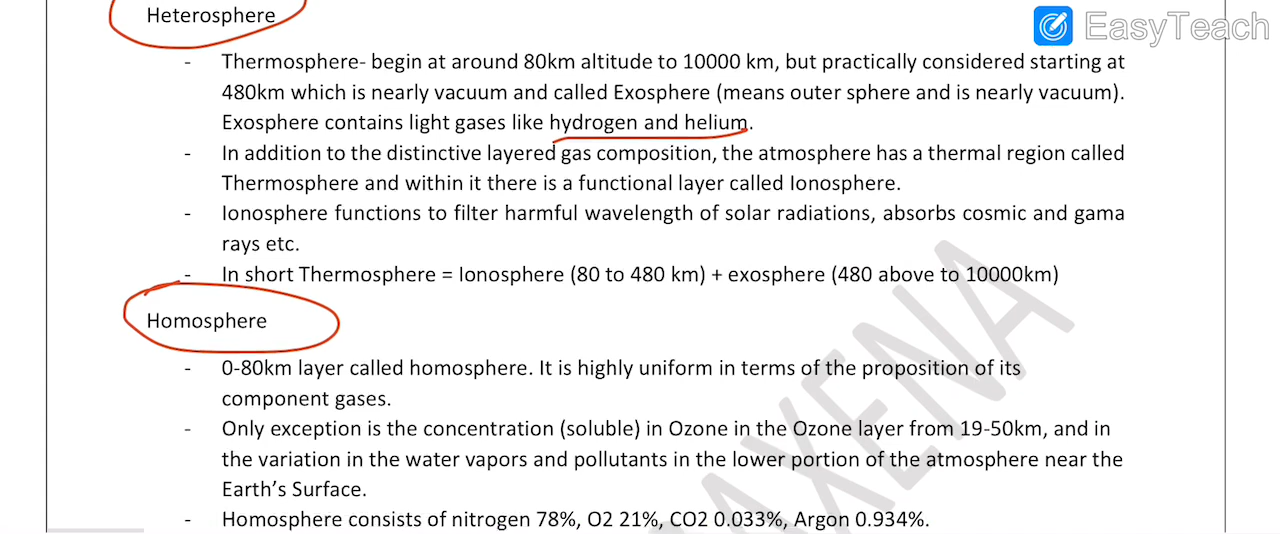 Heterosphere
EasyTeach
- Thermosphere- begin at around 80km altitude to 10000 km, but practically considered starting at
480km which is nearly vacuum and called Exosphere (means outer sphere and is nearly vacuum).
Exosphere contains light gases like hydrogen and helium.
- In addition to the distinctive layered gas composition, the atmosphere has a thermal region called
Thermosphere and within it there is a functional layer called Ionosphere.
- Ionosphere functions to filter harmful wavelength of solar radiations, absorbs cosmic and gama
rays etc.
- In short Thermosphere = Ionosphere (80 to 480 km) + exosphere (480 above to 10000km)
Homosphere
- 0-80km layer called homosphere. It is highly uniform in terms of the proposition of its
component gases.
- Only exception is the concentration (soluble) in Ozone in the Ozone layer from 19-50km, and in
the variation in the water vapors and pollutants in the lower portion of the atmosphere near the
Earth's Surface.
- Homosphere consists of nitrogen 78%, O2 21%, CO2 0.033%, Argon 0.934%.
AXENA